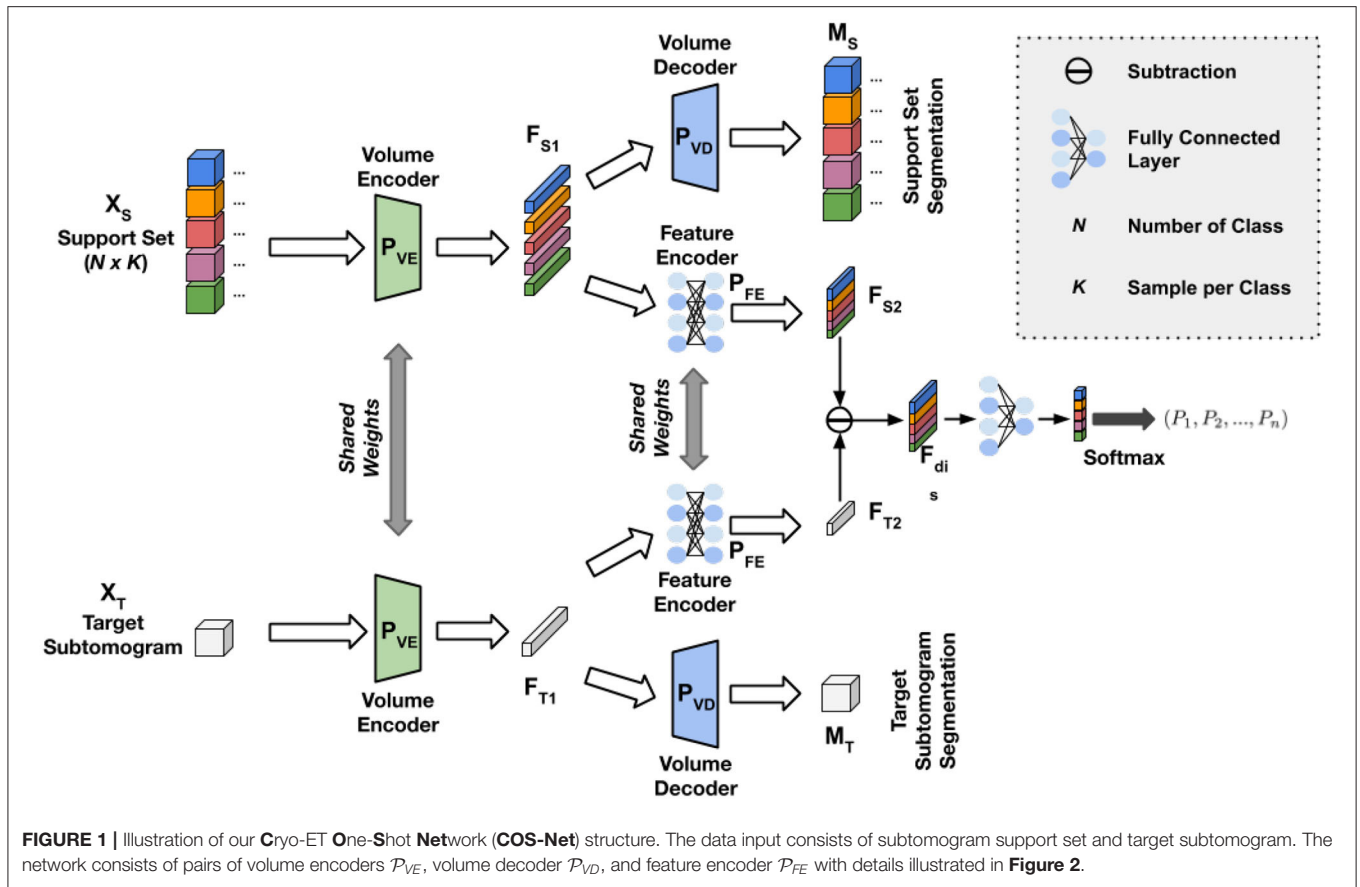 Volume
Decoder
P_VD
M_S
Support Set
Segmentation
Subtraction
Fully Connected
Layer
N Number of Class
K Sample per Class
X_S
Support Set
(N x K)
...
...
...
...
...
Volume
Encoder
P_VE
F_S1
...
...
...
...
...
Feature
Encoder
P_FE
F_S2
Shared
Weights
Shared
Weights
F_di
s
Softmax
(P_1, P_2, ..., P_n)
X_T
Target
Subtomogram
P_VE
Volume
Encoder
F_T1
P_FE
Feature
Encoder
F_T2
P_VD
Volume
Decoder
M_T
Target
Subtomogram
Segmentation
FIGURE 1 | Illustration of our Cryo-ET One-Shot Network (COS-Net) structure. The data input consists of subtomogram support set and target subtomogram. The
network consists of pairs of volume encoders P_VE, volume decoder P_VD, and feature encoder P_FE with details illustrated in Figure 2.